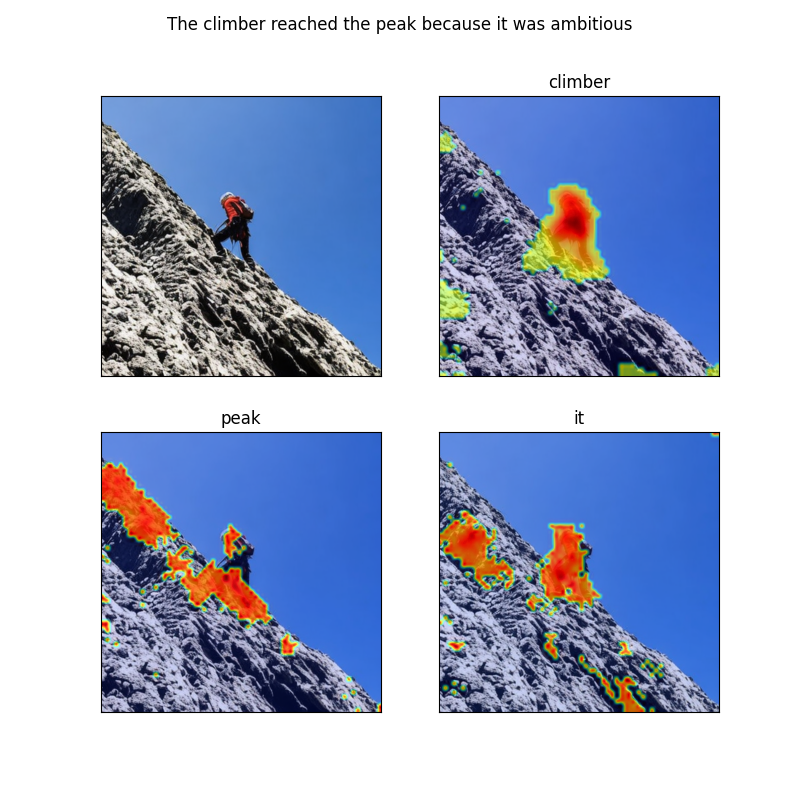 The climber reached the peak because it was ambitious
climber
peak
it